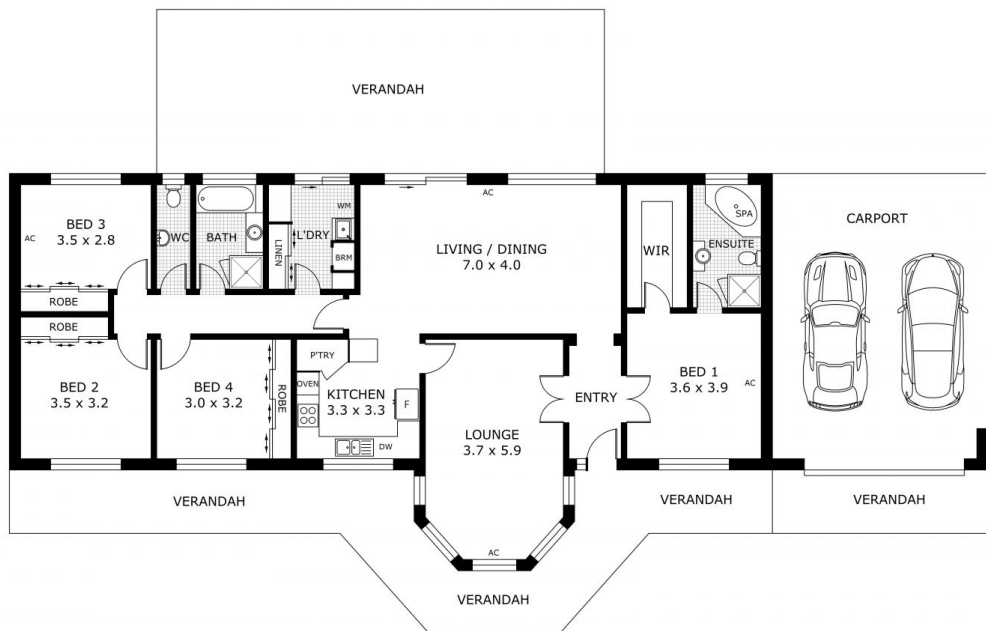 VERANDAH
BED 3
3.5 x 2.8
AC
ROBE
WC
BATH
LINEN
L'DRY
WM
BRM
AC
LIVING / DINING
7.0 x 4.0
WIR
SPA
ENSUITE
CARPORT
ROBE
BED 2
3.5 x 3.2
BED 4
3.0 x 3.2
ROBE
P'TRY
OVEN
KITCHEN
3.3 x 3.3
F
DW
LOUNGE
3.7 x 5.9
AC
ENTRY
BED 1
3.6 x 3.9
AC
VERANDAH
VERANDAH
VERANDAH
VERANDAH